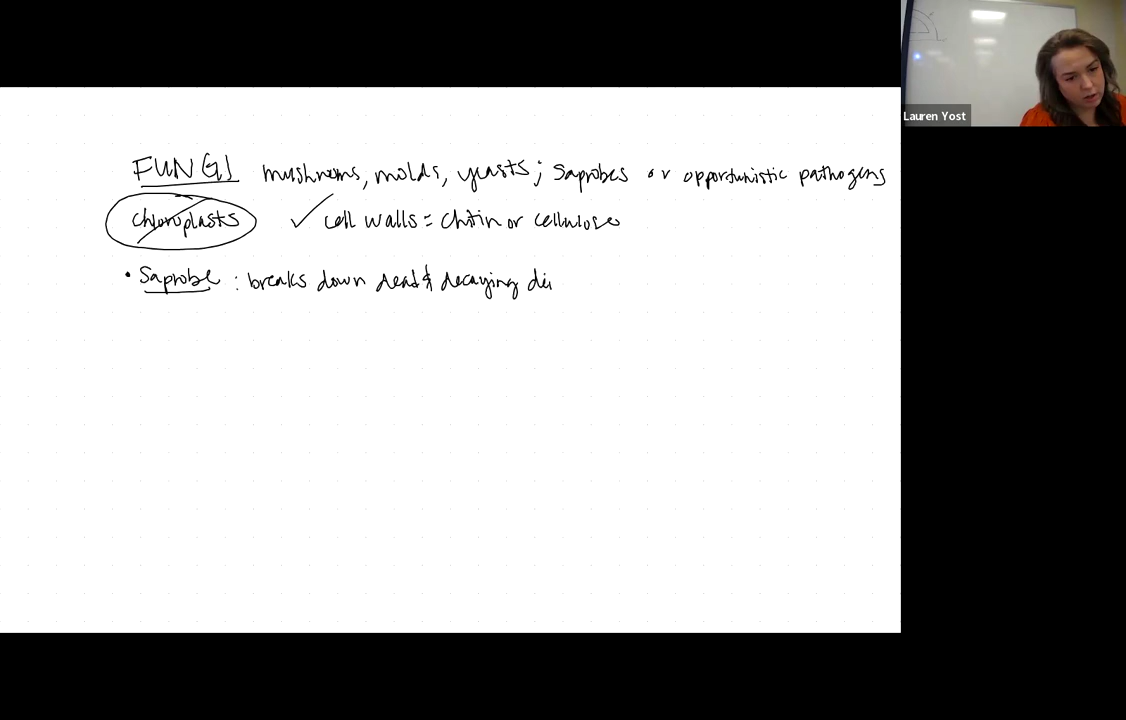 Lauren Yost
FUNGI mushrooms, molds, yeasts; saprobes or opportunistic pathogens
chloroplasts ✓ cell walls = chitin or cellulose
• Saprobe : breaks down dead & decaying